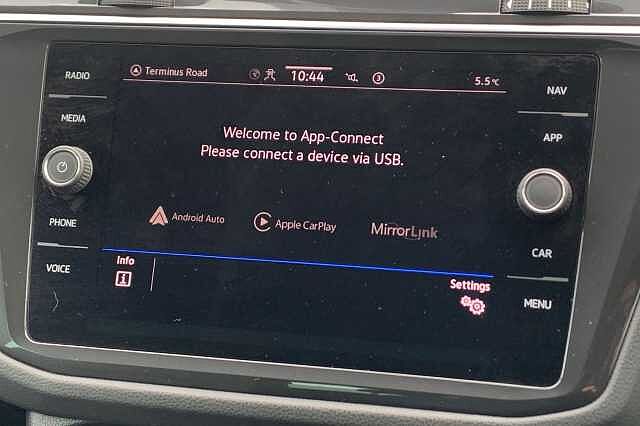 RADIO
MEDIA
PHONE
VOICE
Terminus Road
10:44
3
5.5°C
Welcome to App-Connect
Please connect a device via USB.
Android Auto
Apple CarPlay
MirrorLink
Info
Settings
NAV
APP
CAR
MENU